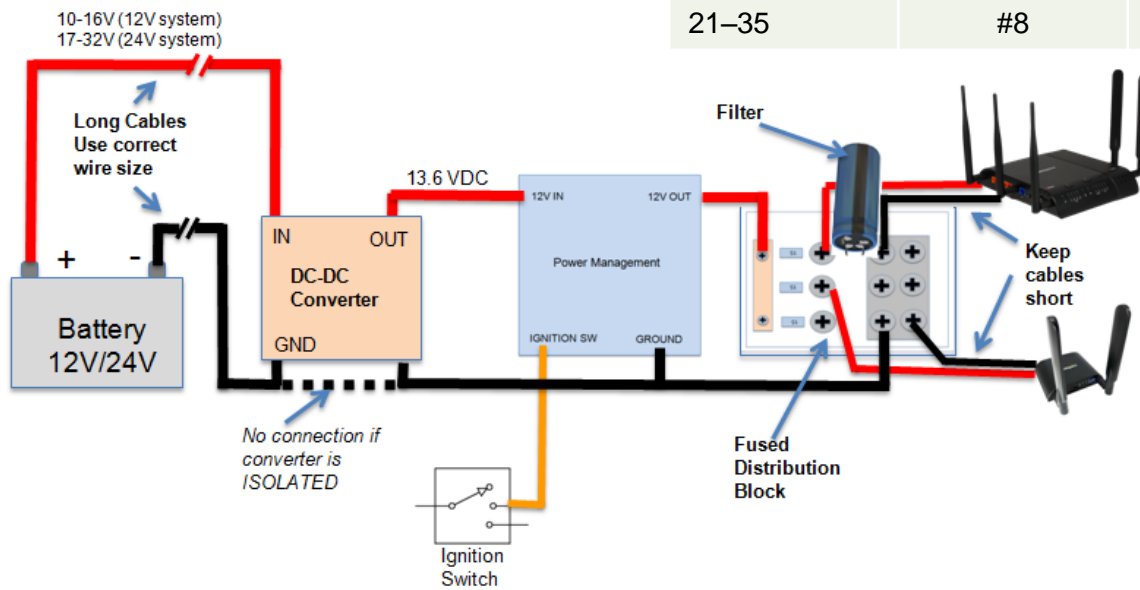 10-16V (12V system)
17-32V (24V system)
21–35 #8
Long Cables
Use correct
wire size
Filter
13.6 VDC
12V IN 12V OUT
IN OUT
DC-DC
Converter
GND
Power Management
IGNITION SW GROUND
+ -
Battery
12V/24V
Keep
cables
short
No connection if
converter is
ISOLATED
Fused
Distribution
Block
Ignition
Switch